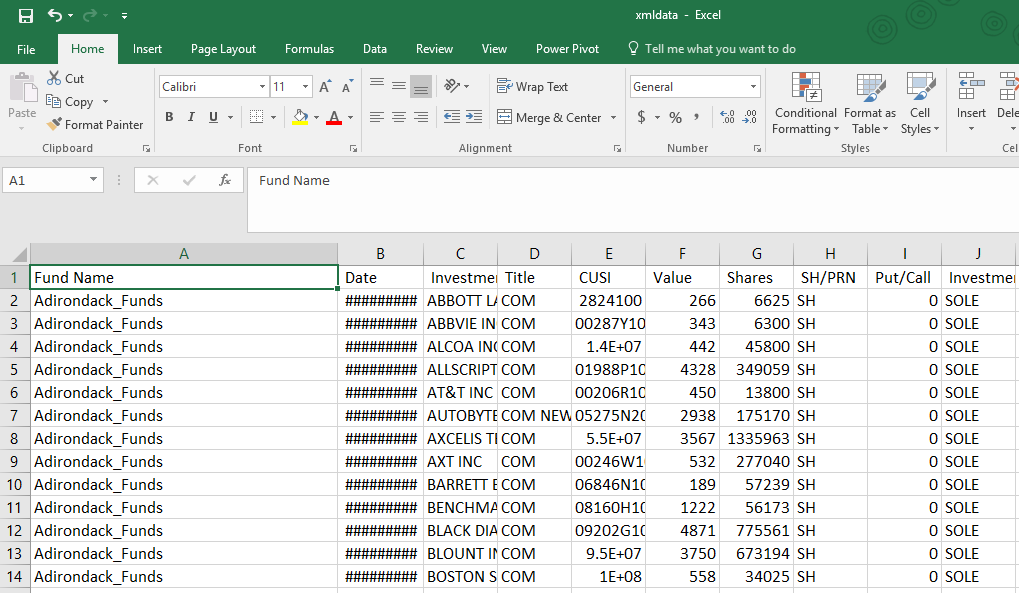 xmldata - Excel
File Home Insert Page Layout Formulas Data Review View Power Pivot Tell me what you want to do
Cut
Copy
Format Painter
Paste
Clipboard
Calibri 11 A A
B I U A
Font
Wrap Text
Merge & Center
Alignment
General
$ % , .00 .00
Number
Conditional Formatting
Format as Table
Cell Styles
Styles
Insert
Dele
Cel
A1 fx Fund Name
A B C D E F G H I J
1 Fund Name Date Investmen Title CUSI Value Shares SH/PRN Put/Call Investmen
2 Adirondack_Funds ######### ABBOTT LA COM 2824100 266 6625 SH 0 SOLE
3 Adirondack_Funds ######### ABBVIE IN COM 00287Y10 343 6300 SH 0 SOLE
4 Adirondack_Funds ######### ALCOA INC COM 1.4E+07 442 45800 SH 0 SOLE
5 Adirondack_Funds ######### ALLSCRIPT COM 01988P10 4328 349059 SH 0 SOLE
6 Adirondack_Funds ######### AT&T INC COM 00206R10 450 13800 SH 0 SOLE
7 Adirondack_Funds ######### AUTOBYTE COM NEW 05275N20 2938 175170 SH 0 SOLE
8 Adirondack_Funds ######### AXCELIS TE COM 5.5E+07 3567 1335963 SH 0 SOLE
9 Adirondack_Funds ######### AXT INC COM 00246W1 532 277040 SH 0 SOLE
10 Adirondack_Funds ######### BARRETT B COM 06846N10 189 57239 SH 0 SOLE
11 Adirondack_Funds ######### BENCHMA COM 08160H10 1222 56173 SH 0 SOLE
12 Adirondack_Funds ######### BLACK DIA COM 09202G10 4871 775561 SH 0 SOLE
13 Adirondack_Funds ######### BLOUNT IN COM 9.5E+07 3750 673194 SH 0 SOLE
14 Adirondack_Funds ######### BOSTON S COM 1E+08 558 34025 SH 0 SOLE